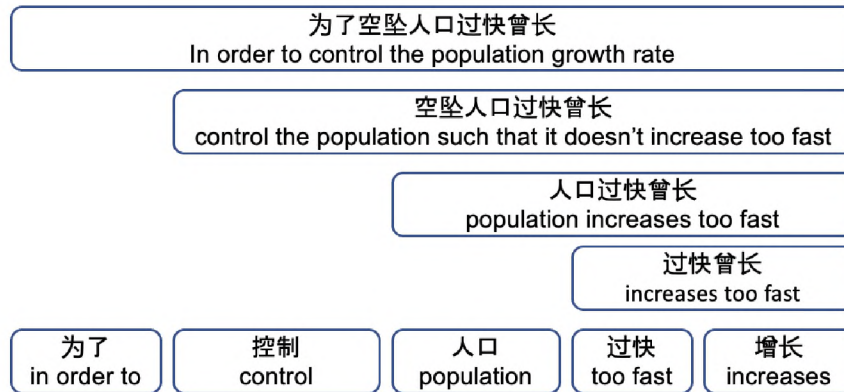 为了空坠人口过快曾长
In order to control the population growth rate
空坠人口过快曾长
control the population such that it doesn’t increase too fast
人口过快曾长
population increases too fast
过快曾长
increases too fast
为了
in order to
控制
control
人口
population
过快
too fast
增长
increases